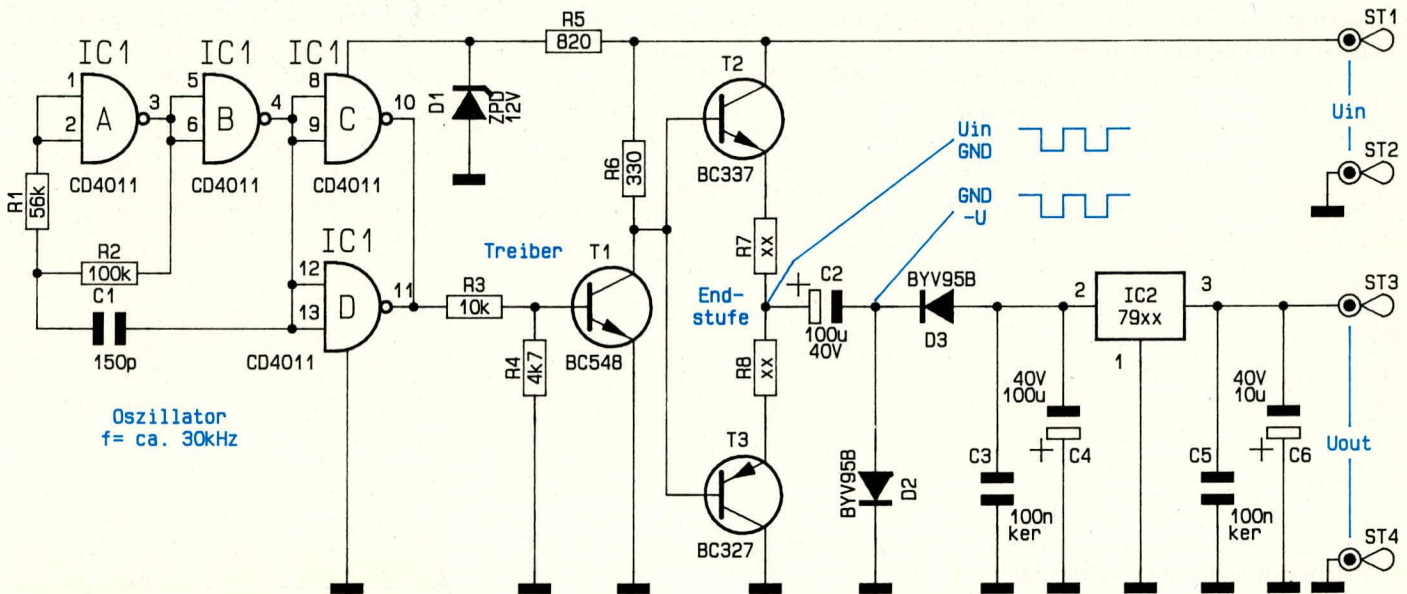 IC1
1
2
A
3
CD4011
IC1
5
6
B
4
CD4011
IC1
8
9
C
10
CD4011
R1
56k
R2
100k
C1
150p
IC1
12
13
D
11
CD4011
Oszillator
f= ca. 30kHz
D1
ZPD
12V
R5
820
R6
330
R3
10k
R4
4k7
Treiber
T1
BC548
T2
BC337
R7
xx
End-
stufe
R8
xx
T3
BC327
Uin
GND
GND
-U
+
C2
100u
40V
BYV95B
D3
BYV95B
D2
2
IC2
79xx
3
1
C3
100n
ker
40V
100u
+
C4
C5
100n
ker
40V
10u
+
C6
ST1
Uin
ST2
ST3
Uout
ST4